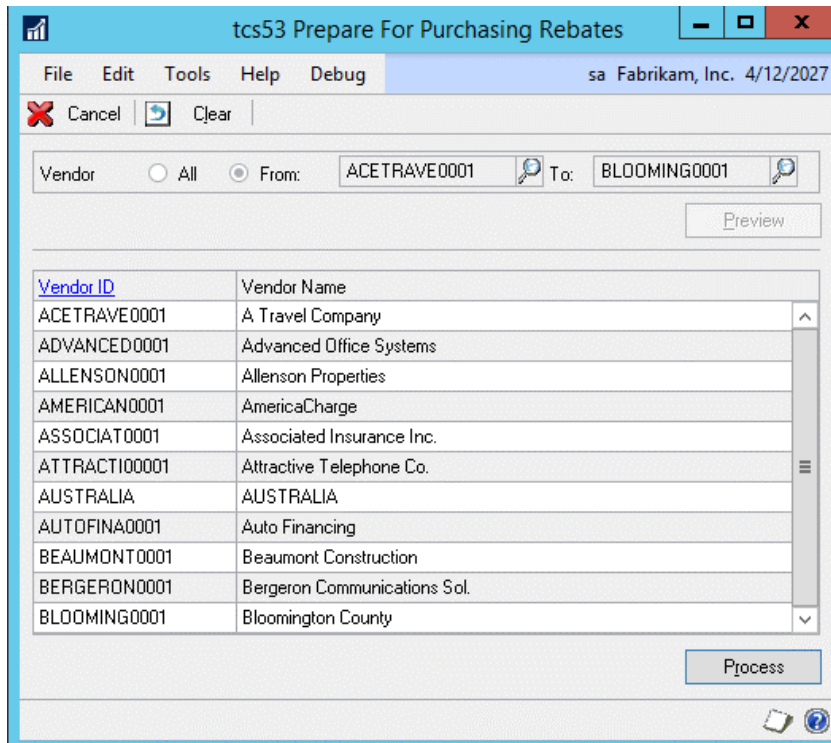 tcs53 Prepare For Purchasing Rebates
File Edit Tools Help Debug sa Fabrikam, Inc. 4/12/2027
Cancel Clear
Vendor All From: ACETRAVE0001 To: BLOOMING0001
Preview
Vendor ID Vendor Name
ACETRAVE0001 A Travel Company
ADVANCED0001 Advanced Office Systems
ALLENSON0001 Allenson Properties
AMERICAN0001 AmericaCharge
ASSOCIAT0001 Associated Insurance Inc.
ATTRACTI00001 Attractive Telephone Co.
AUSTRALIA AUSTRALIA
AUTOFINA0001 Auto Financing
BEAUMONT0001 Beaumont Construction
BERGERON0001 Bergeron Communications Sol.
BLOOMING0001 Bloomington County
Process